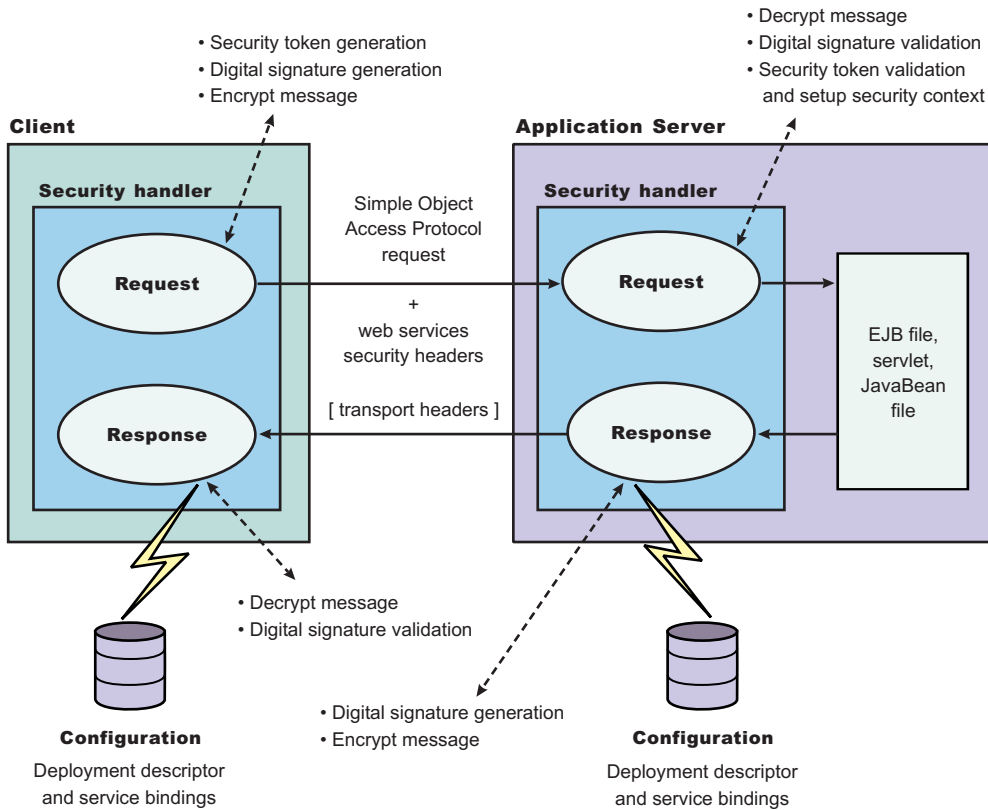 • Security token generation
• Digital signature generation
• Encrypt message
• Decrypt message
• Digital signature validation
• Security token validation
and setup security context
Client
Application Server
Security handler
Security handler
Simple Object
Access Protocol
request
Request
Request
+
web services
security headers
EJB file,
servlet,
JavaBean
file
[ transport headers ]
Response
Response
• Decrypt message
• Digital signature validation
• Digital signature generation
• Encrypt message
Configuration
Deployment descriptor
and service bindings
Configuration
Deployment descriptor
and service bindings